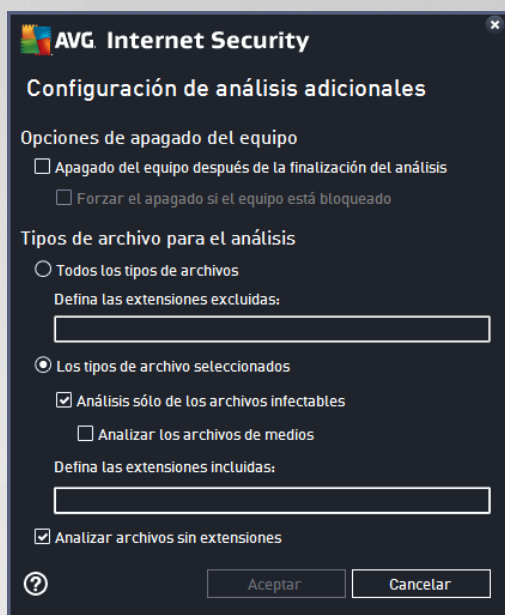 AVG. Internet Security
Configuración de análisis adicionales
Opciones de apagado del equipo
Apagado del equipo después de la finalización del análisis
Forzar el apagado si el equipo está bloqueado
Tipos de archivo para el análisis
Todos los tipos de archivos
Defina las extensiones excluidas:
Los tipos de archivo seleccionados
Análisis sólo de los archivos infectables
Analizar los archivos de medios
Defina las extensiones incluidas:
Analizar archivos sin extensiones
?
Aceptar
Cancelar